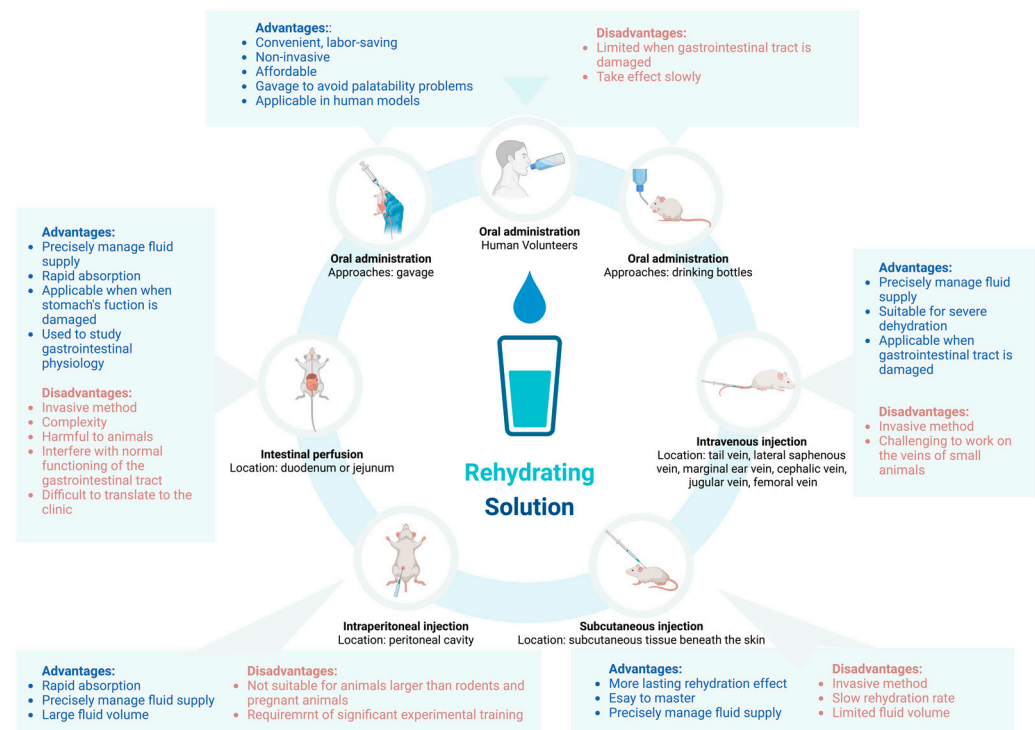 Advantages::
Convenient, labor-saving
Non-invasive
Affordable
Gavage to avoid palatability problems
Applicable in human models
Disadvantages:
Limited when gastrointestinal tract is
damaged
Take effect slowly
Oral administration
Human Volunteers
Oral administration
Approaches: gavage
Oral administration
Approaches: drinking bottles
Advantages:
Precisely manage fluid
supply
Rapid absorption
Applicable when when
stomach's fuction is
damaged
Used to study
gastrointestinal
physiology
Disadvantages:
Invasive method
Complexity
Harmful to animals
Interfere with normal
functioning of the
gastrointestinal tract
Difficult to translate to the
clinic
Advantages:
Precisely manage fluid
supply
Suitable for severe
dehydration
Applicable when
gastrointestinal tract is
damaged
Disadvantages:
Invasive method
Challenging to work on
the veins of small
animals
Intestinal perfusion
Location: duodenum or jejunum
Intravenous injection
Location: tail vein, lateral saphenous
vein, marginal ear vein, cephalic vein,
jugular vein, femoral vein
Rehydrating
Solution
Intraperitoneal injection
Location: peritoneal cavity
Subcutaneous injection
Location: subcutaneous tissue beneath the skin
Advantages:
Rapid absorption
Precisely manage fluid supply
Large fluid volume
Disadvantages:
Not suitable for animals larger than rodents and
pregnant animals
Requiremrnt of significant experimental training
Advantages:
More lasting rehydration effect
Esay to master
Precisely manage fluid supply
Disadvantages:
Invasive method
Slow rehydration rate
Limited fluid volume